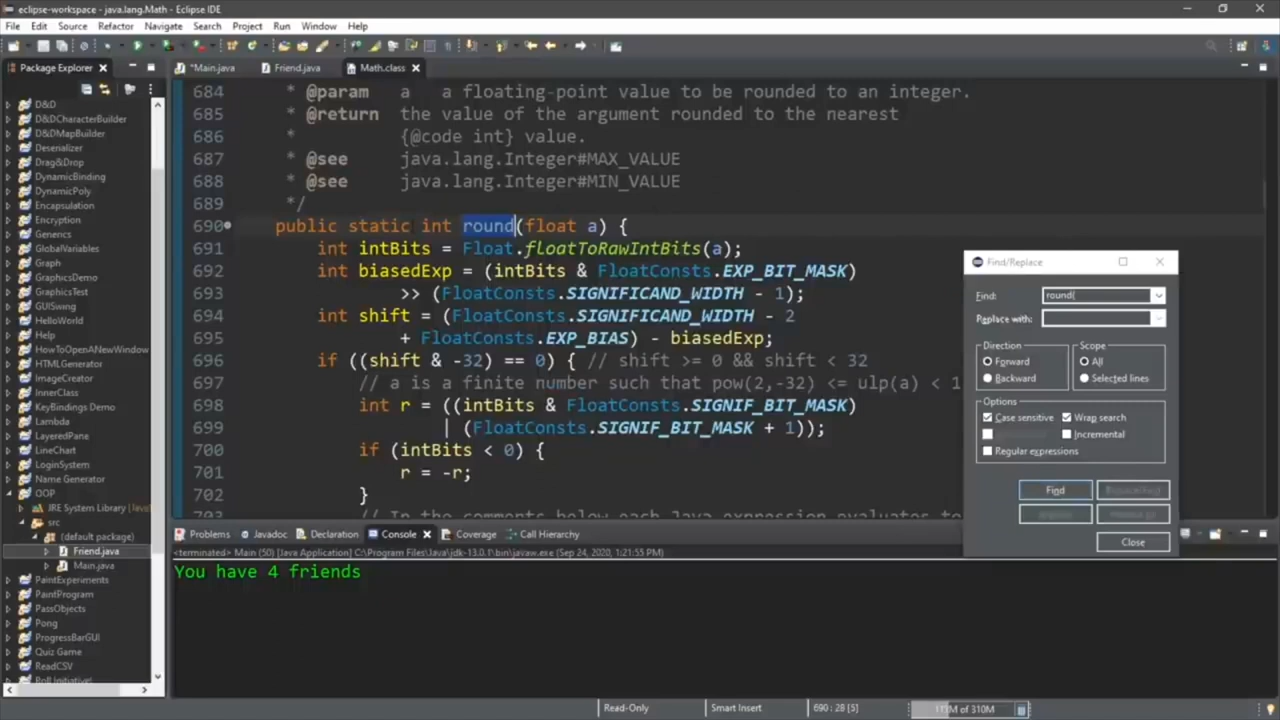 eclipse-workspace - java.lang.Math - Eclipse IDE
File Edit Source Refactor Navigate Search Project Run Window Help
Package Explorer
*Main.java Friend.java Math.class
D&D
D&DCharacterBuilder
D&DMapBuilder
Deserializer
Drag&Drop
DynamicBinding
DynamicPoly
Encapsulation
Encryption
Generics
GlobalVariables
Graph
GraphicsDemo
GraphicsTest
GUISwing
HelloWorld
Help
HowToOpenANewWindow
HTMLGenerator
ImageCreator
InnerClass
KeyBindings Demo
Lambda
LayeredPane
LineChart
LoginSystem
Name Generator
OOP
JRE System Library [Java
src
(default package)
Friend.java
Main.java
PaintExperiments
PaintProgram
PassObjects
Pong
ProgressBarGUI
Quiz Game
ReadCSV
RollInitiative!
684 * @param a a floating-point value to be rounded to an integer.
685 * @return the value of the argument rounded to the nearest
686 * {@code int} value.
687 * @see java.lang.Integer#MAX_VALUE
688 * @see java.lang.Integer#MIN_VALUE
689 */
690 public static int round(float a) {
691 int intBits = Float.floatToRawIntBits(a);
692 int biasedExp = (intBits & FloatConsts.EXP_BIT_MASK)
693 >> (FloatConsts.SIGNIFICAND_WIDTH - 1);
694 int shift = (FloatConsts.SIGNIFICAND_WIDTH - 2
695 + FloatConsts.EXP_BIAS) - biasedExp;
696 if ((shift & -32) == 0) { // shift >= 0 && shift < 32
697 // a is a finite number such that pow(2,-32) <= ulp(a) < 1
698 int r = ((intBits & FloatConsts.SIGNIF_BIT_MASK)
699 | (FloatConsts.SIGNIF_BIT_MASK + 1));
700 if (intBits < 0) {
701 r = -r;
702 }
703 // In the comments below each Java expression evaluates to
Find/Replace
Find: round(
Replace with:
Direction Scope
Forward All
Backward Selected lines
Options
Case sensitive Wrap search
Incremental
Regular expressions
Find
Close
Problems Javadoc Declaration Console Coverage Call Hierarchy
<terminated> Main (50) [Java Application] C:\Program Files\Java\jdk-13.0.1\bin\javaw.exe (Sep 24, 2020, 1:21:55 PM)
You have 4 friends
Read-Only Smart Insert 690 : 28 [5] of 310M